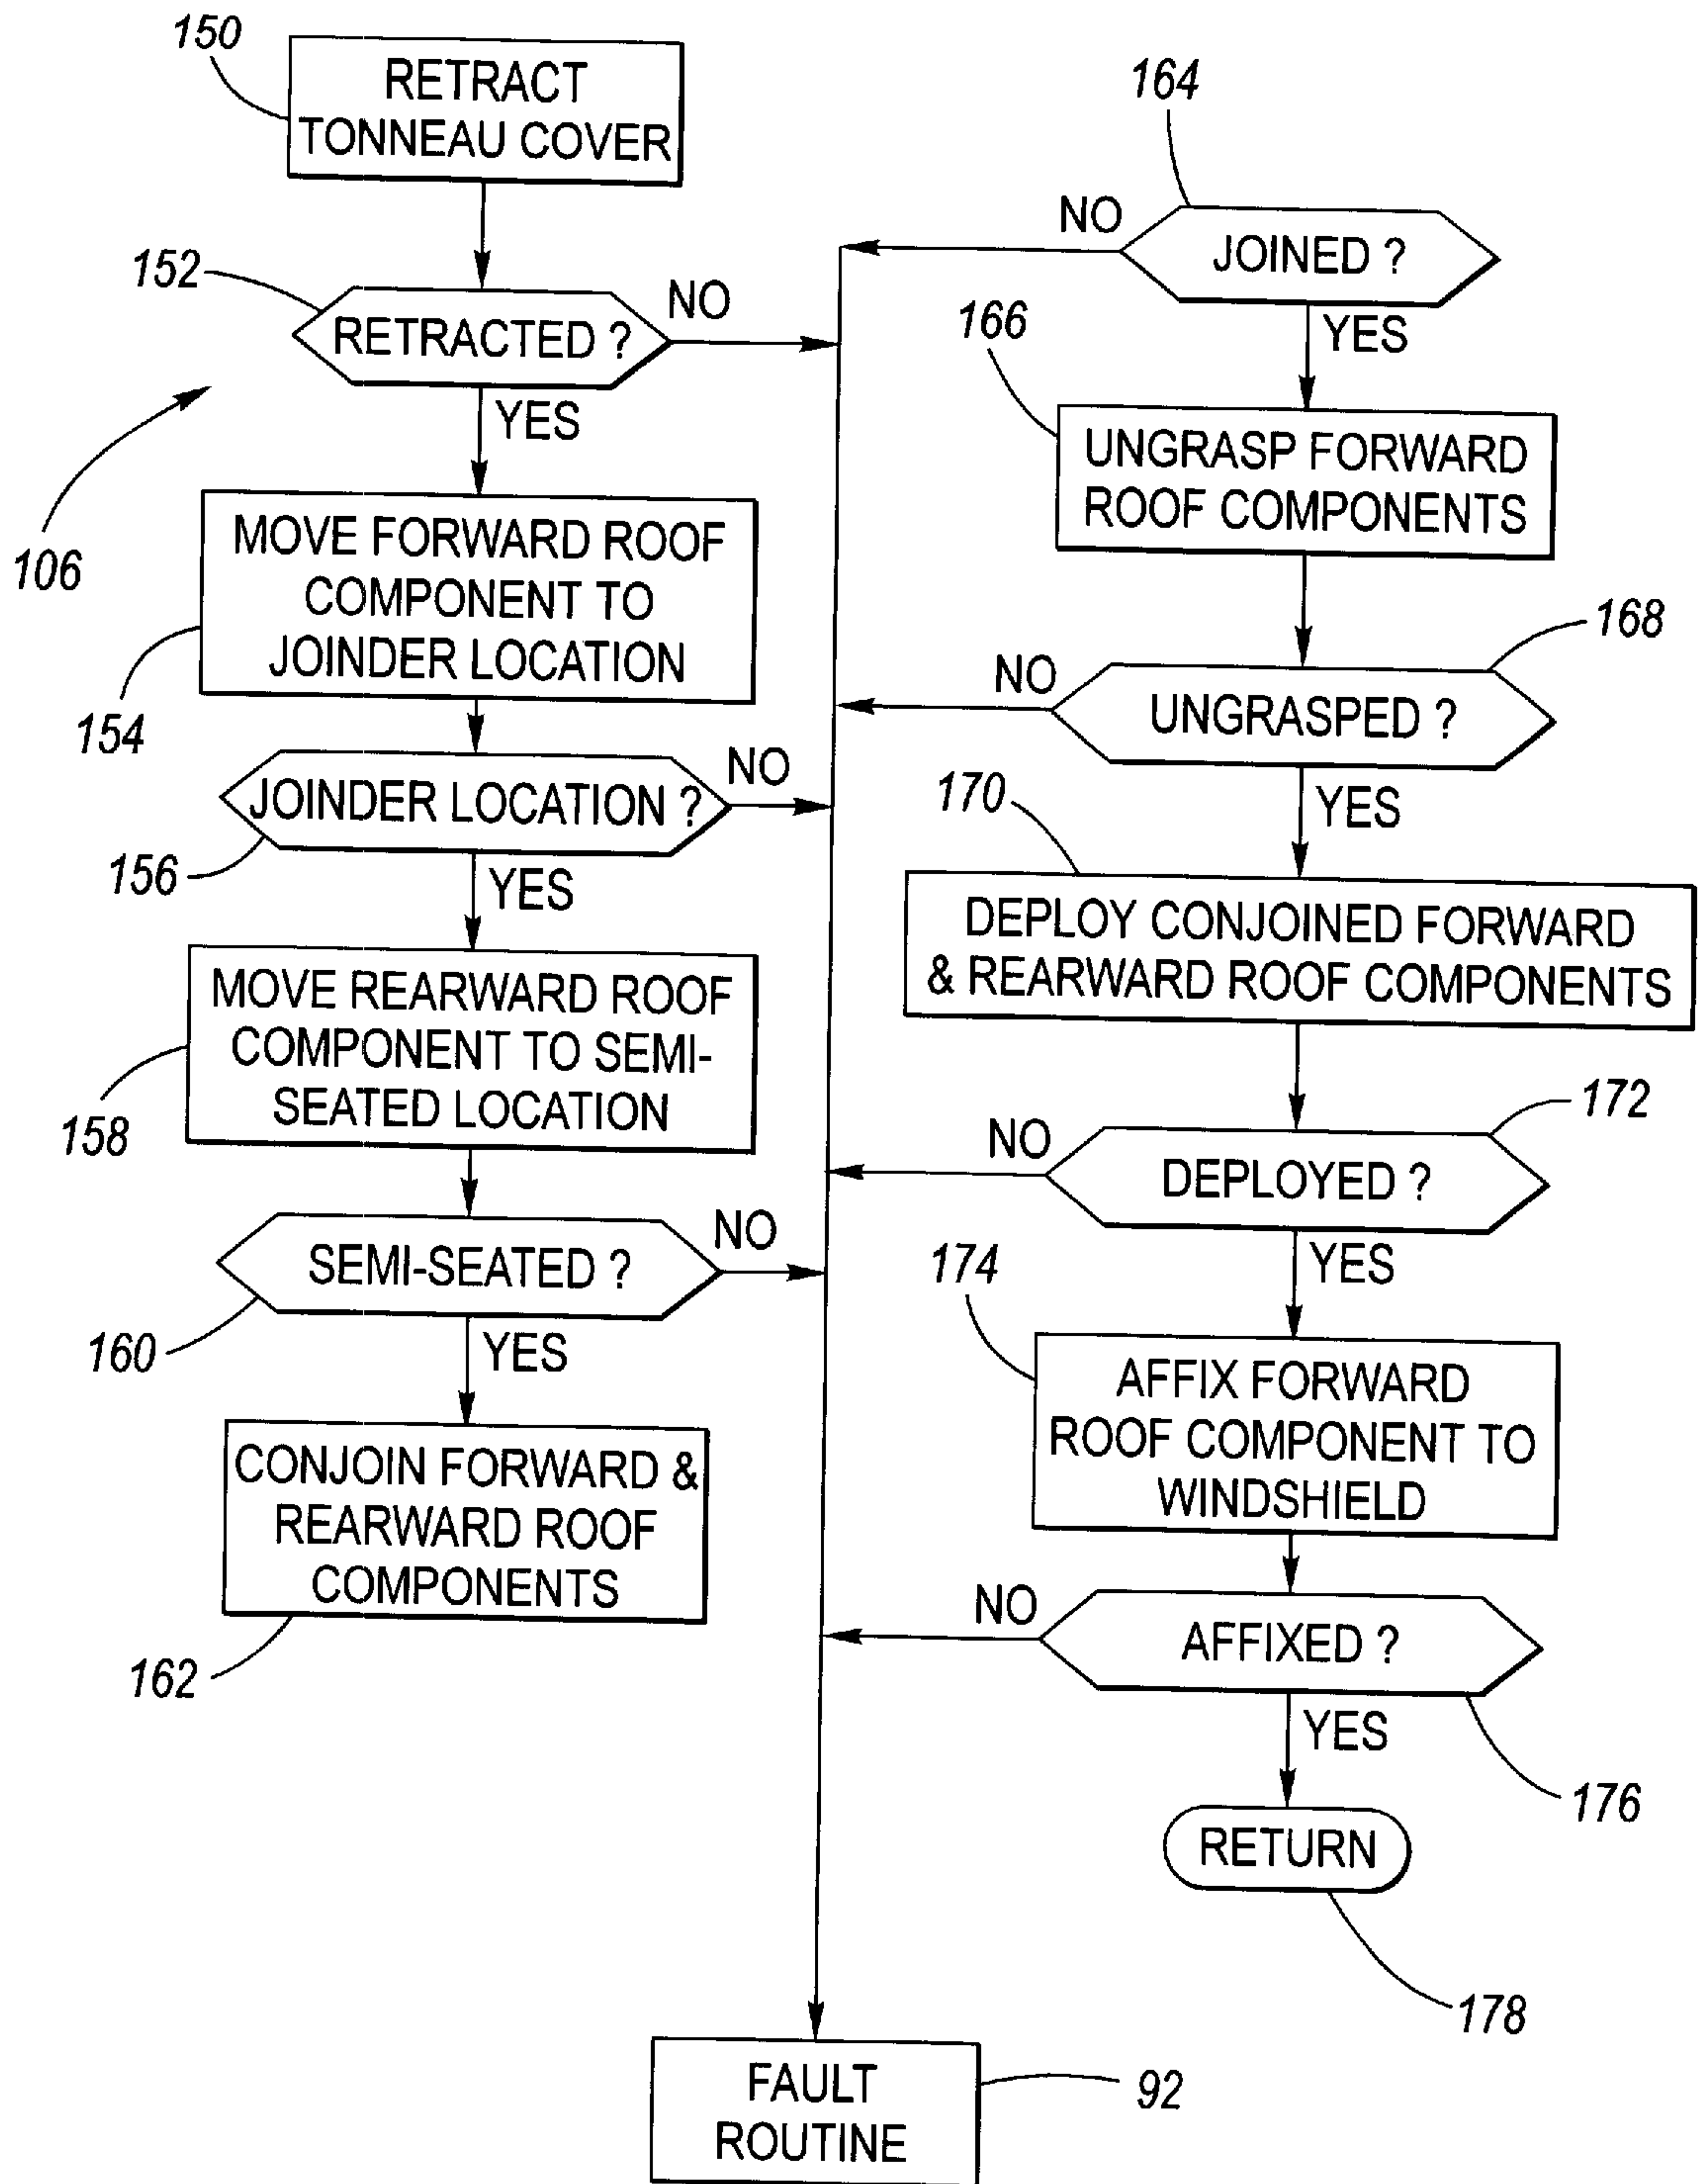 150
RETRACT
TONNEAU COVER
152
RETRACTED ?
NO
YES
106
MOVE FORWARD ROOF
COMPONENT TO
JOINDER LOCATION
154
JOINDER LOCATION ?
NO
156
YES
MOVE REARWARD ROOF
COMPONENT TO SEMI-
SEATED LOCATION
158
SEMI-SEATED ?
NO
160
YES
CONJOIN FORWARD &
REARWARD ROOF
COMPONENTS
162
164
NO
JOINED ?
YES
166
UNGRASP FORWARD
ROOF COMPONENTS
168
NO
UNGRASPED ?
YES
170
DEPLOY CONJOINED FORWARD
& REARWARD ROOF COMPONENTS
172
NO
DEPLOYED ?
YES
174
AFFIX FORWARD
ROOF COMPONENT TO
WINDSHIELD
NO
AFFIXED ?
YES
176
RETURN
178
FAULT
ROUTINE
92